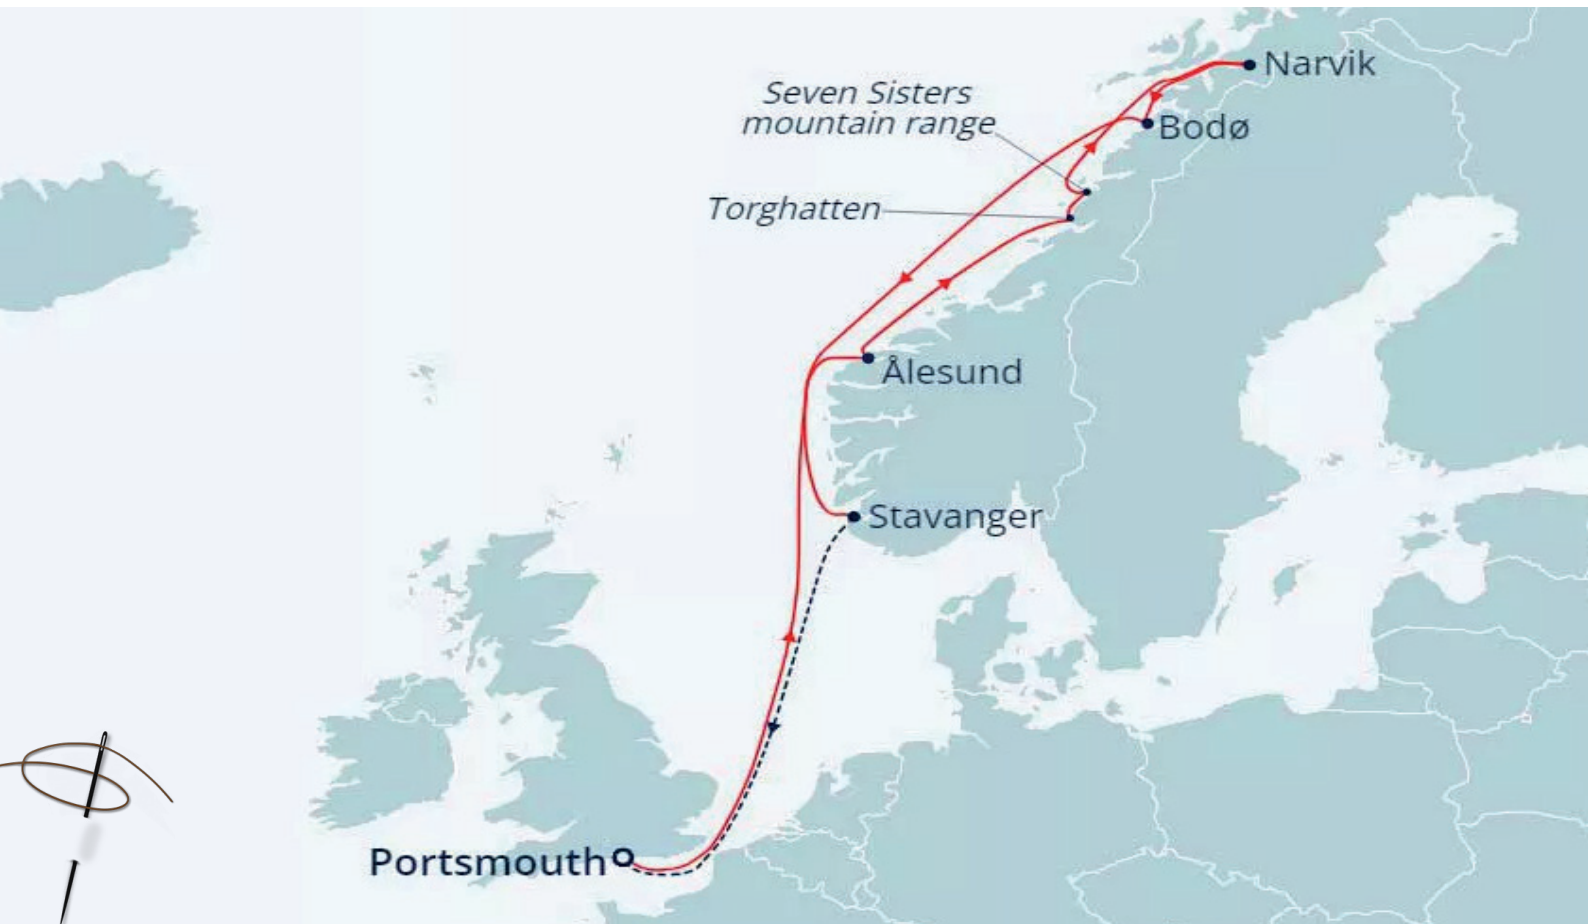 Narvik
Seven Sisters
mountain range
Bodø
Torghatten
Ålesund
Stavanger
Portsmouth